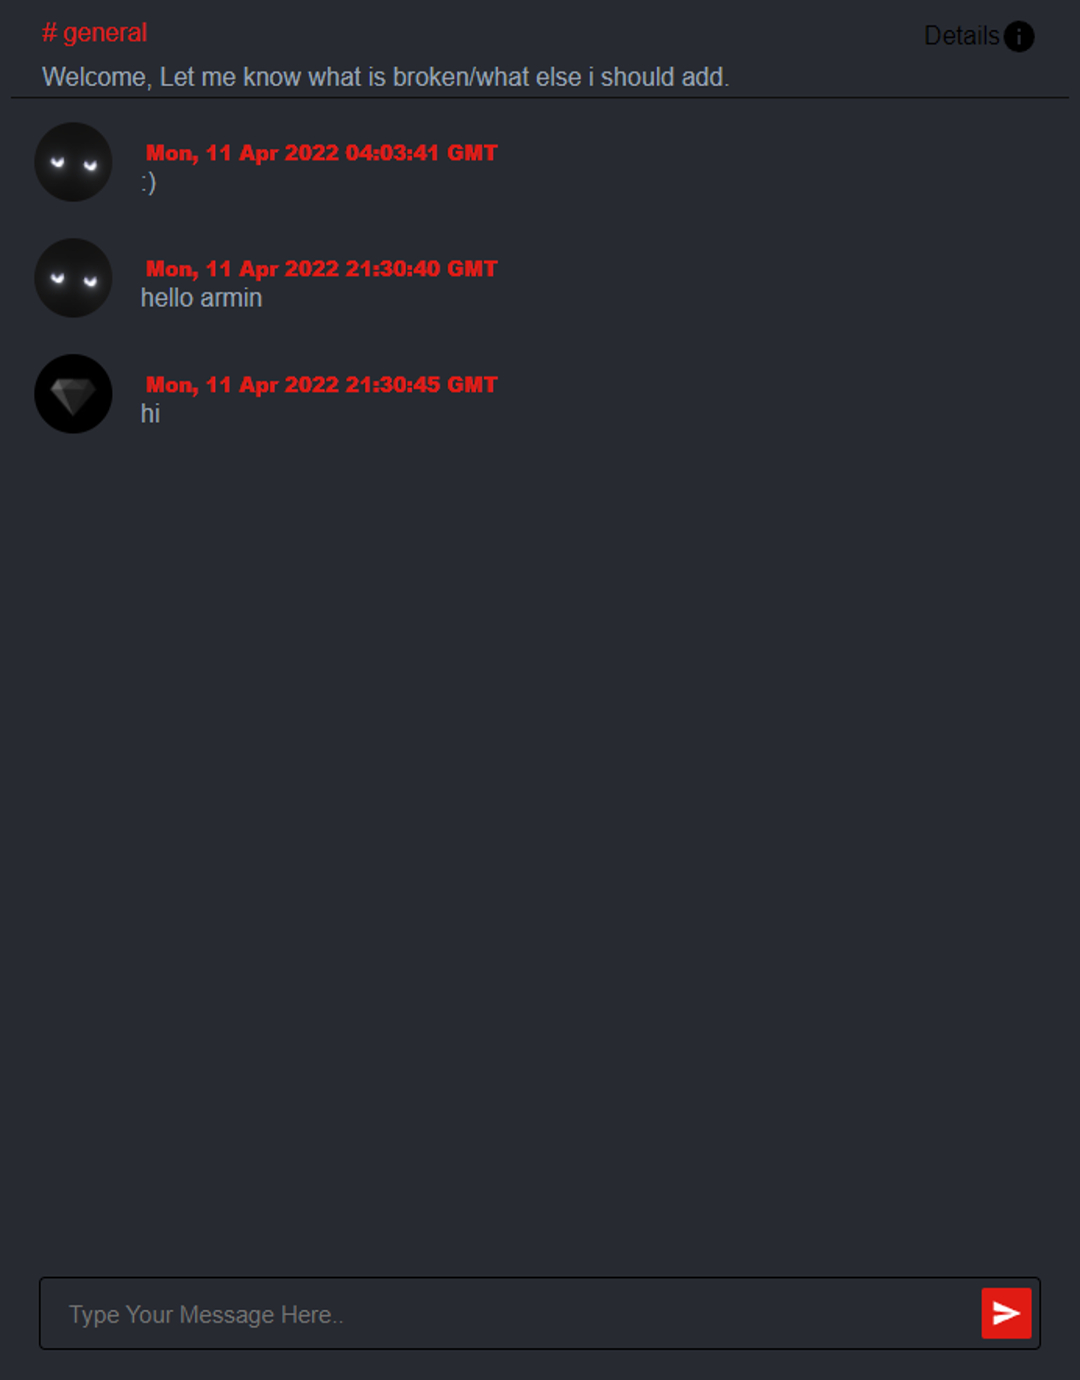 # general
Details
Welcome, Let me know what is broken/what else i should add.
Mon, 11 Apr 2022 04:03:41 GMT
:)
Mon, 11 Apr 2022 21:30:40 GMT
hello armin
Mon, 11 Apr 2022 21:30:45 GMT
hi
Type Your Message Here..